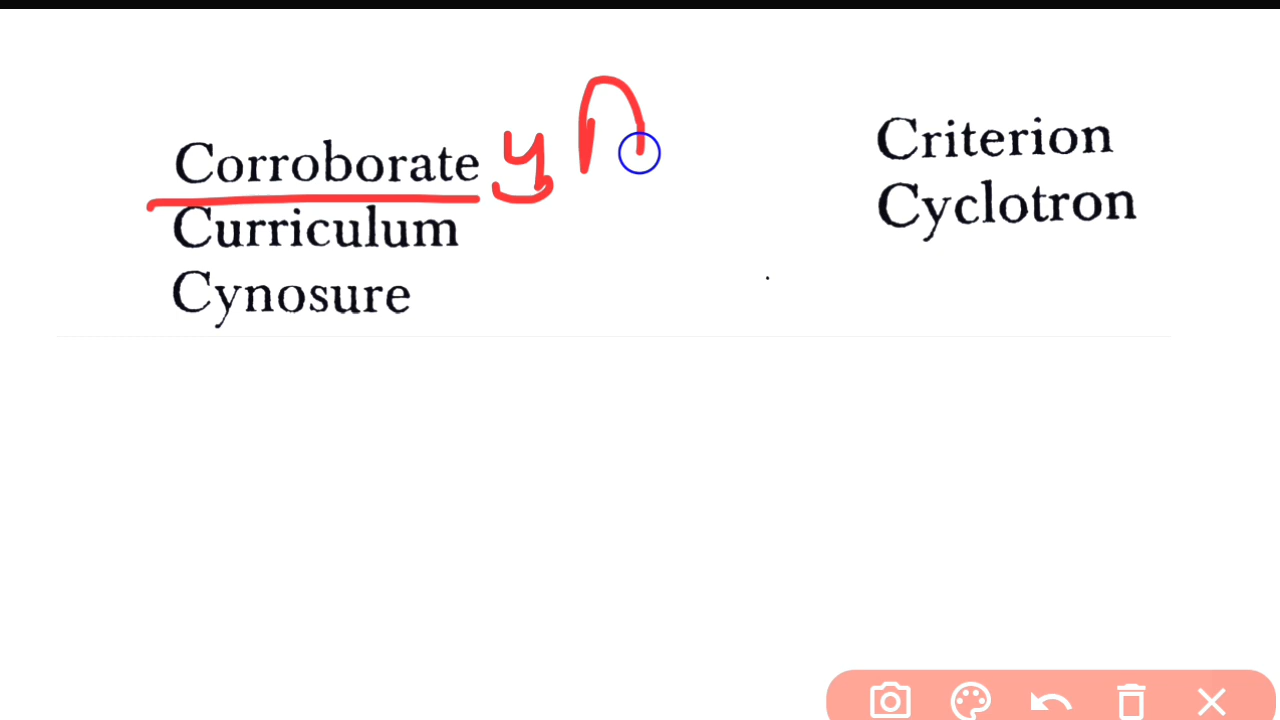 Corroborate
Curriculum
Cynosure
Criterion
Cyclotron